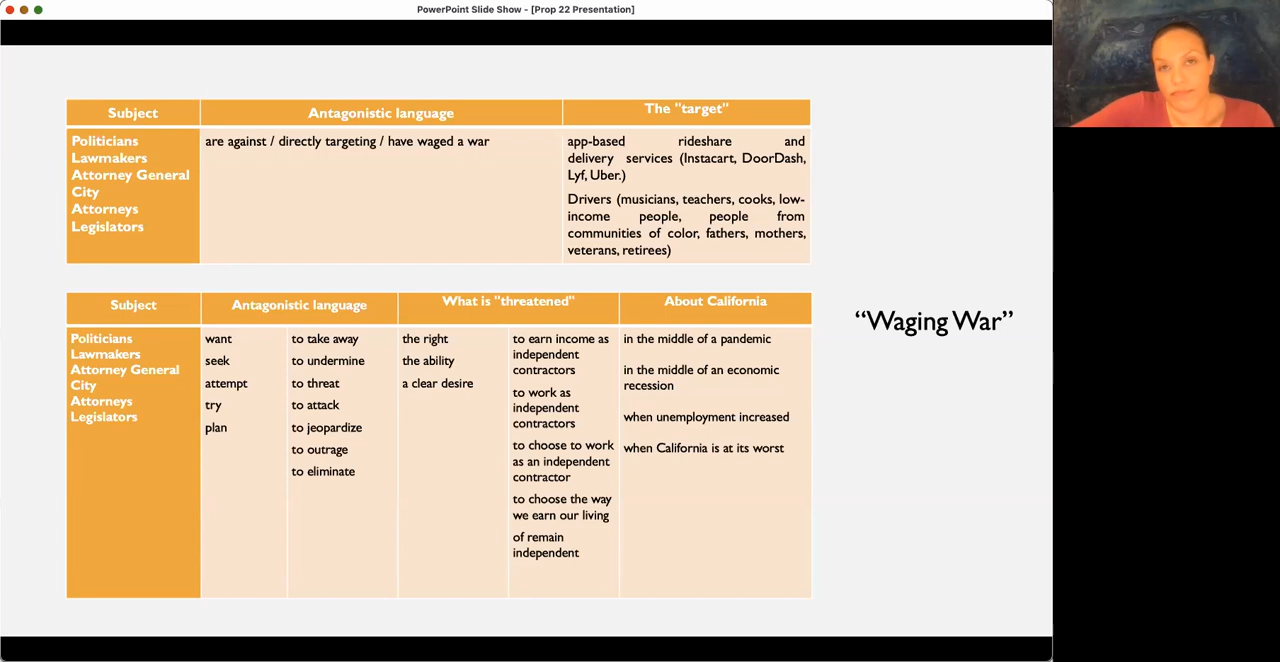 PowerPoint Slide Show - [Prop 22 Presentation]
Subject
Antagonistic language
The "target"
Politicians
Lawmakers
Attorney General
City
Attorneys
Legislators
are against / directly targeting / have waged a war
app-based rideshare and
delivery services (Instacart, DoorDash,
Lyf, Uber.)
Drivers (musicians, teachers, cooks, low-
income people, people from
communities of color, fathers, mothers,
veterans, retirees)
Subject
Antagonistic language
What is "threatened"
About California
Politicians
Lawmakers
Attorney General
City
Attorneys
Legislators
want
seek
attempt
try
plan
to take away
to undermine
to threat
to attack
to jeopardize
to outrage
to eliminate
the right
the ability
a clear desire
to earn income as
independent
contractors
to work as
independent
contractors
to choose to work
as an independent
contractor
to choose the way
we earn our living
of remain
independent
in the middle of a pandemic
in the middle of an economic
recession
when unemployment increased
when California is at its worst
“Waging War”